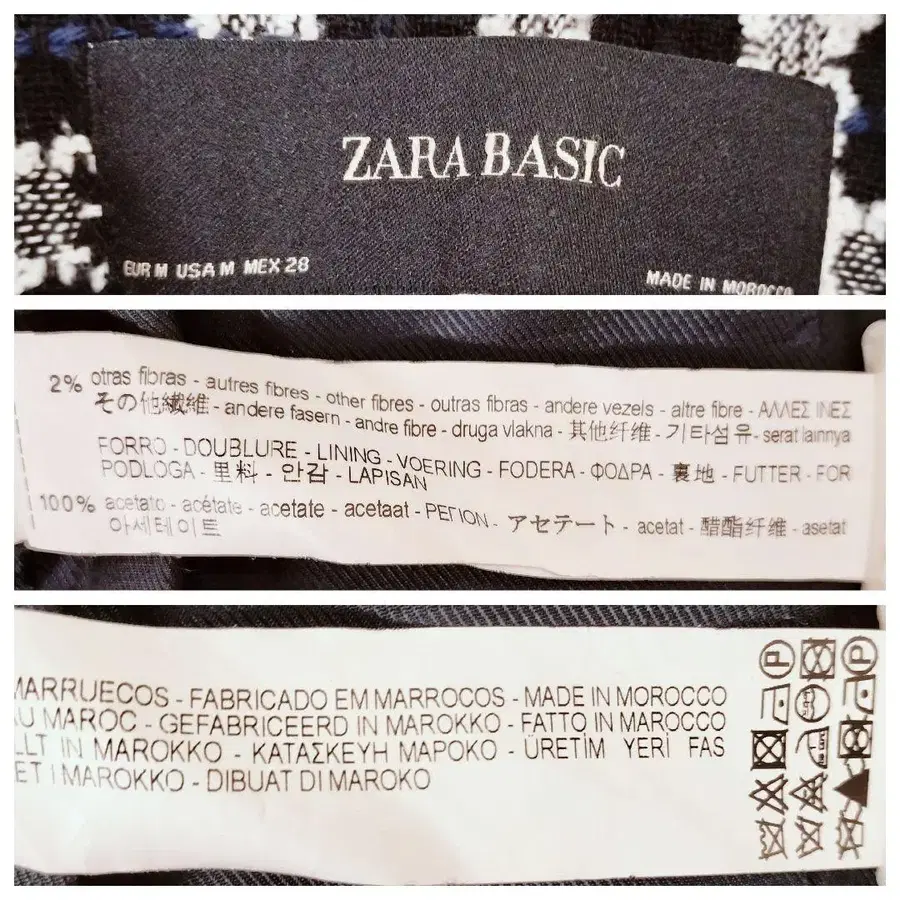 ZARA BASIC
EUR M USA M MEX 28
MADE IN MOROCCO
2% otras fibras - autres fibres - other fibres - outras fibras - andere vezels - altre fibre - ΑΛΛΕΣ ΙΝΕΣ
その他繊維 - andere fasern - andre fibre - druga vlakna - 其他纤维 - 기타섬유 - serat lainnya
FORRO - DOUBLURE - LINING - VOERING - FODERA - ΦΟΔΡΑ - 裏地 - FUTTER - FOR
PODLOGA - 里料 - 안감 - LAPISAN
100% acetato - acétate - acetate - acetaat - ΡΕΓΙΟΝ - アセテート - acetat - 醋酯纤维 - asetat
아세테이트
MARRUECOS - FABRICADO EM MARROCOS - MADE IN MOROCCO
AU MAROC - GEFABRICEERD IN MAROKKO - FATTO IN MAROCCO
LLT IN MAROKKO - ΚΑΤΑΣΚΕΥΗ ΜΑΡΟΚΟ - ÜRETİM YERİ FAS
ET I MAROKKO - DIBUAT DI MAROKO